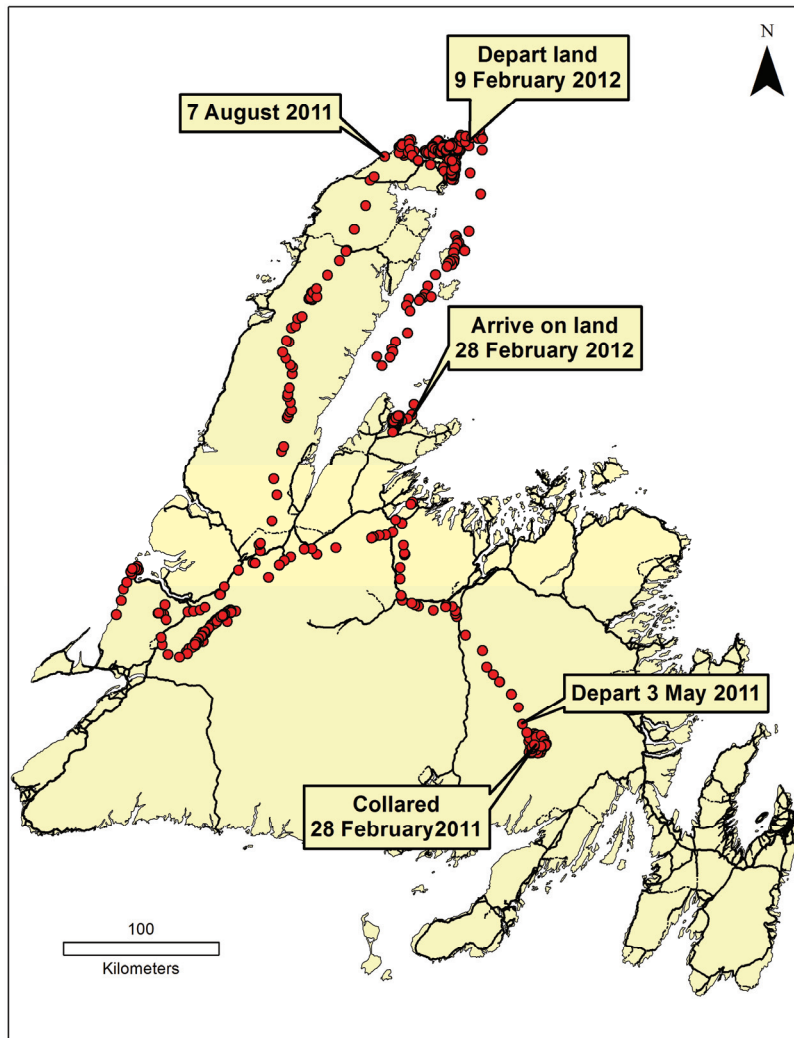 N
Depart land
9 February 2012
7 August 2011
Arrive on land
28 February 2012
Depart 3 May 2011
Collared
28 February2011
100
Kilometers